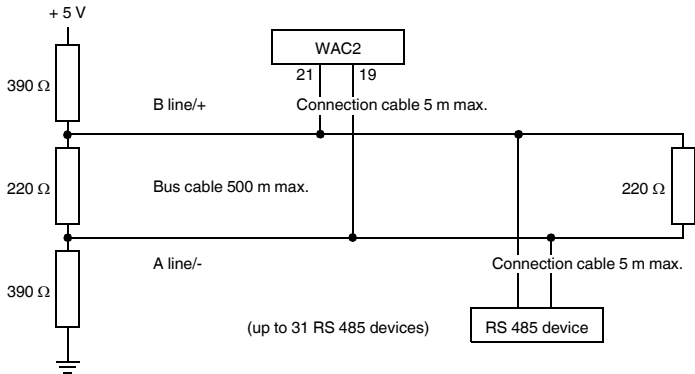 + 5 V
WAC2
390 Ω
21
19
B line/+
Connection cable 5 m max.
220 Ω
Bus cable 500 m max.
220 Ω
A line/-
Connection cable 5 m max.
390 Ω
(up to 31 RS 485 devices)
RS 485 device